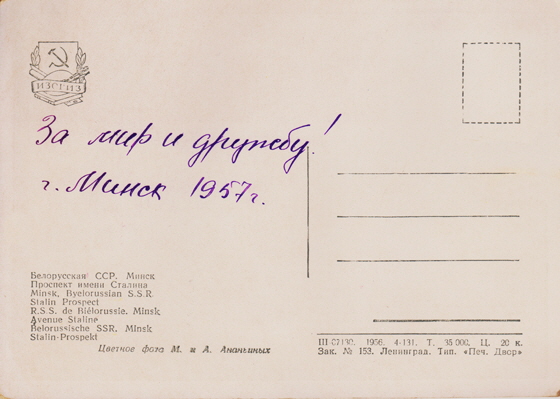 ИЗОГИЗ
За мир и дружбу!
г. Минск 1957 г.
Белорусская ССР. Минск
Проспект имени Сталина
Minsk, Byelorussian S.S.R.
Stalin Prospect
R.S.S. de Biélorussie. Minsk
Avenue Staline
Belorussische SSR. Minsk
Stalin-Prospekt
Цветное фото М. и А. Ананьиных
Ш-07130. 1956. 4-131. Т. 35 000. Ц. 20 к.
Зак. № 153. Ленинград. Тип. «Печ. Двор»